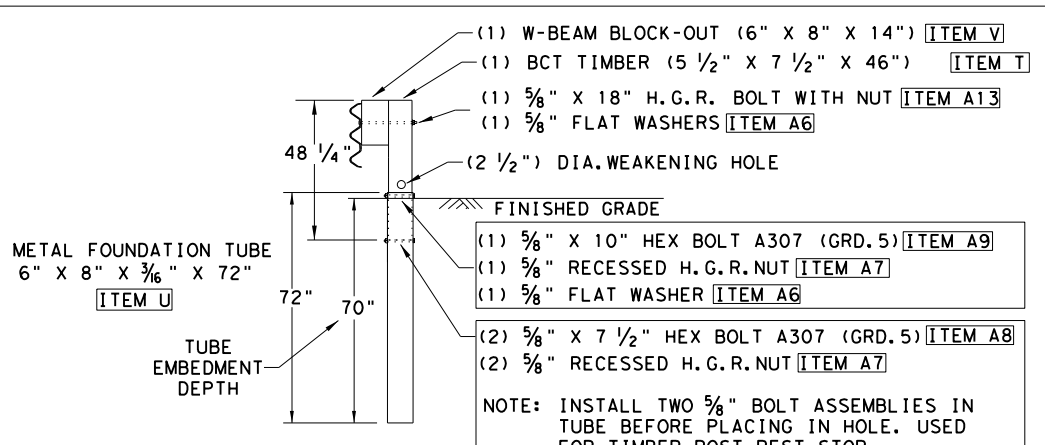 (1) W-BEAM BLOCK-OUT (6" X 8" X 14") ITEM V
(1) BCT TIMBER (5 1/2" X 7 1/2" X 46") ITEM T
(1) 5/8" X 18" H.G.R. BOLT WITH NUT ITEM A13
(1) 5/8" FLAT WASHERS ITEM A6
48 1/4"
(2 1/2") DIA.WEAKENING HOLE
FINISHED GRADE
(1) 5/8" X 10" HEX BOLT A307 (GRD.5) ITEM A9
(1) 5/8" RECESSED H.G.R.NUT ITEM A7
(1) 5/8" FLAT WASHER ITEM A6
METAL FOUNDATION TUBE
6" X 8" X 3/16" X 72"
ITEM U
72"
70"
TUBE
EMBEDMENT
DEPTH
(2) 5/8" X 7 1/2" HEX BOLT A307 (GRD.5) ITEM A8
(2) 5/8" RECESSED H.G.R.NUT ITEM A7
NOTE: INSTALL TWO 5/8" BOLT ASSEMBLIES IN
TUBE BEFORE PLACING IN HOLE. USED
FOR TIMBER POST REST STOP